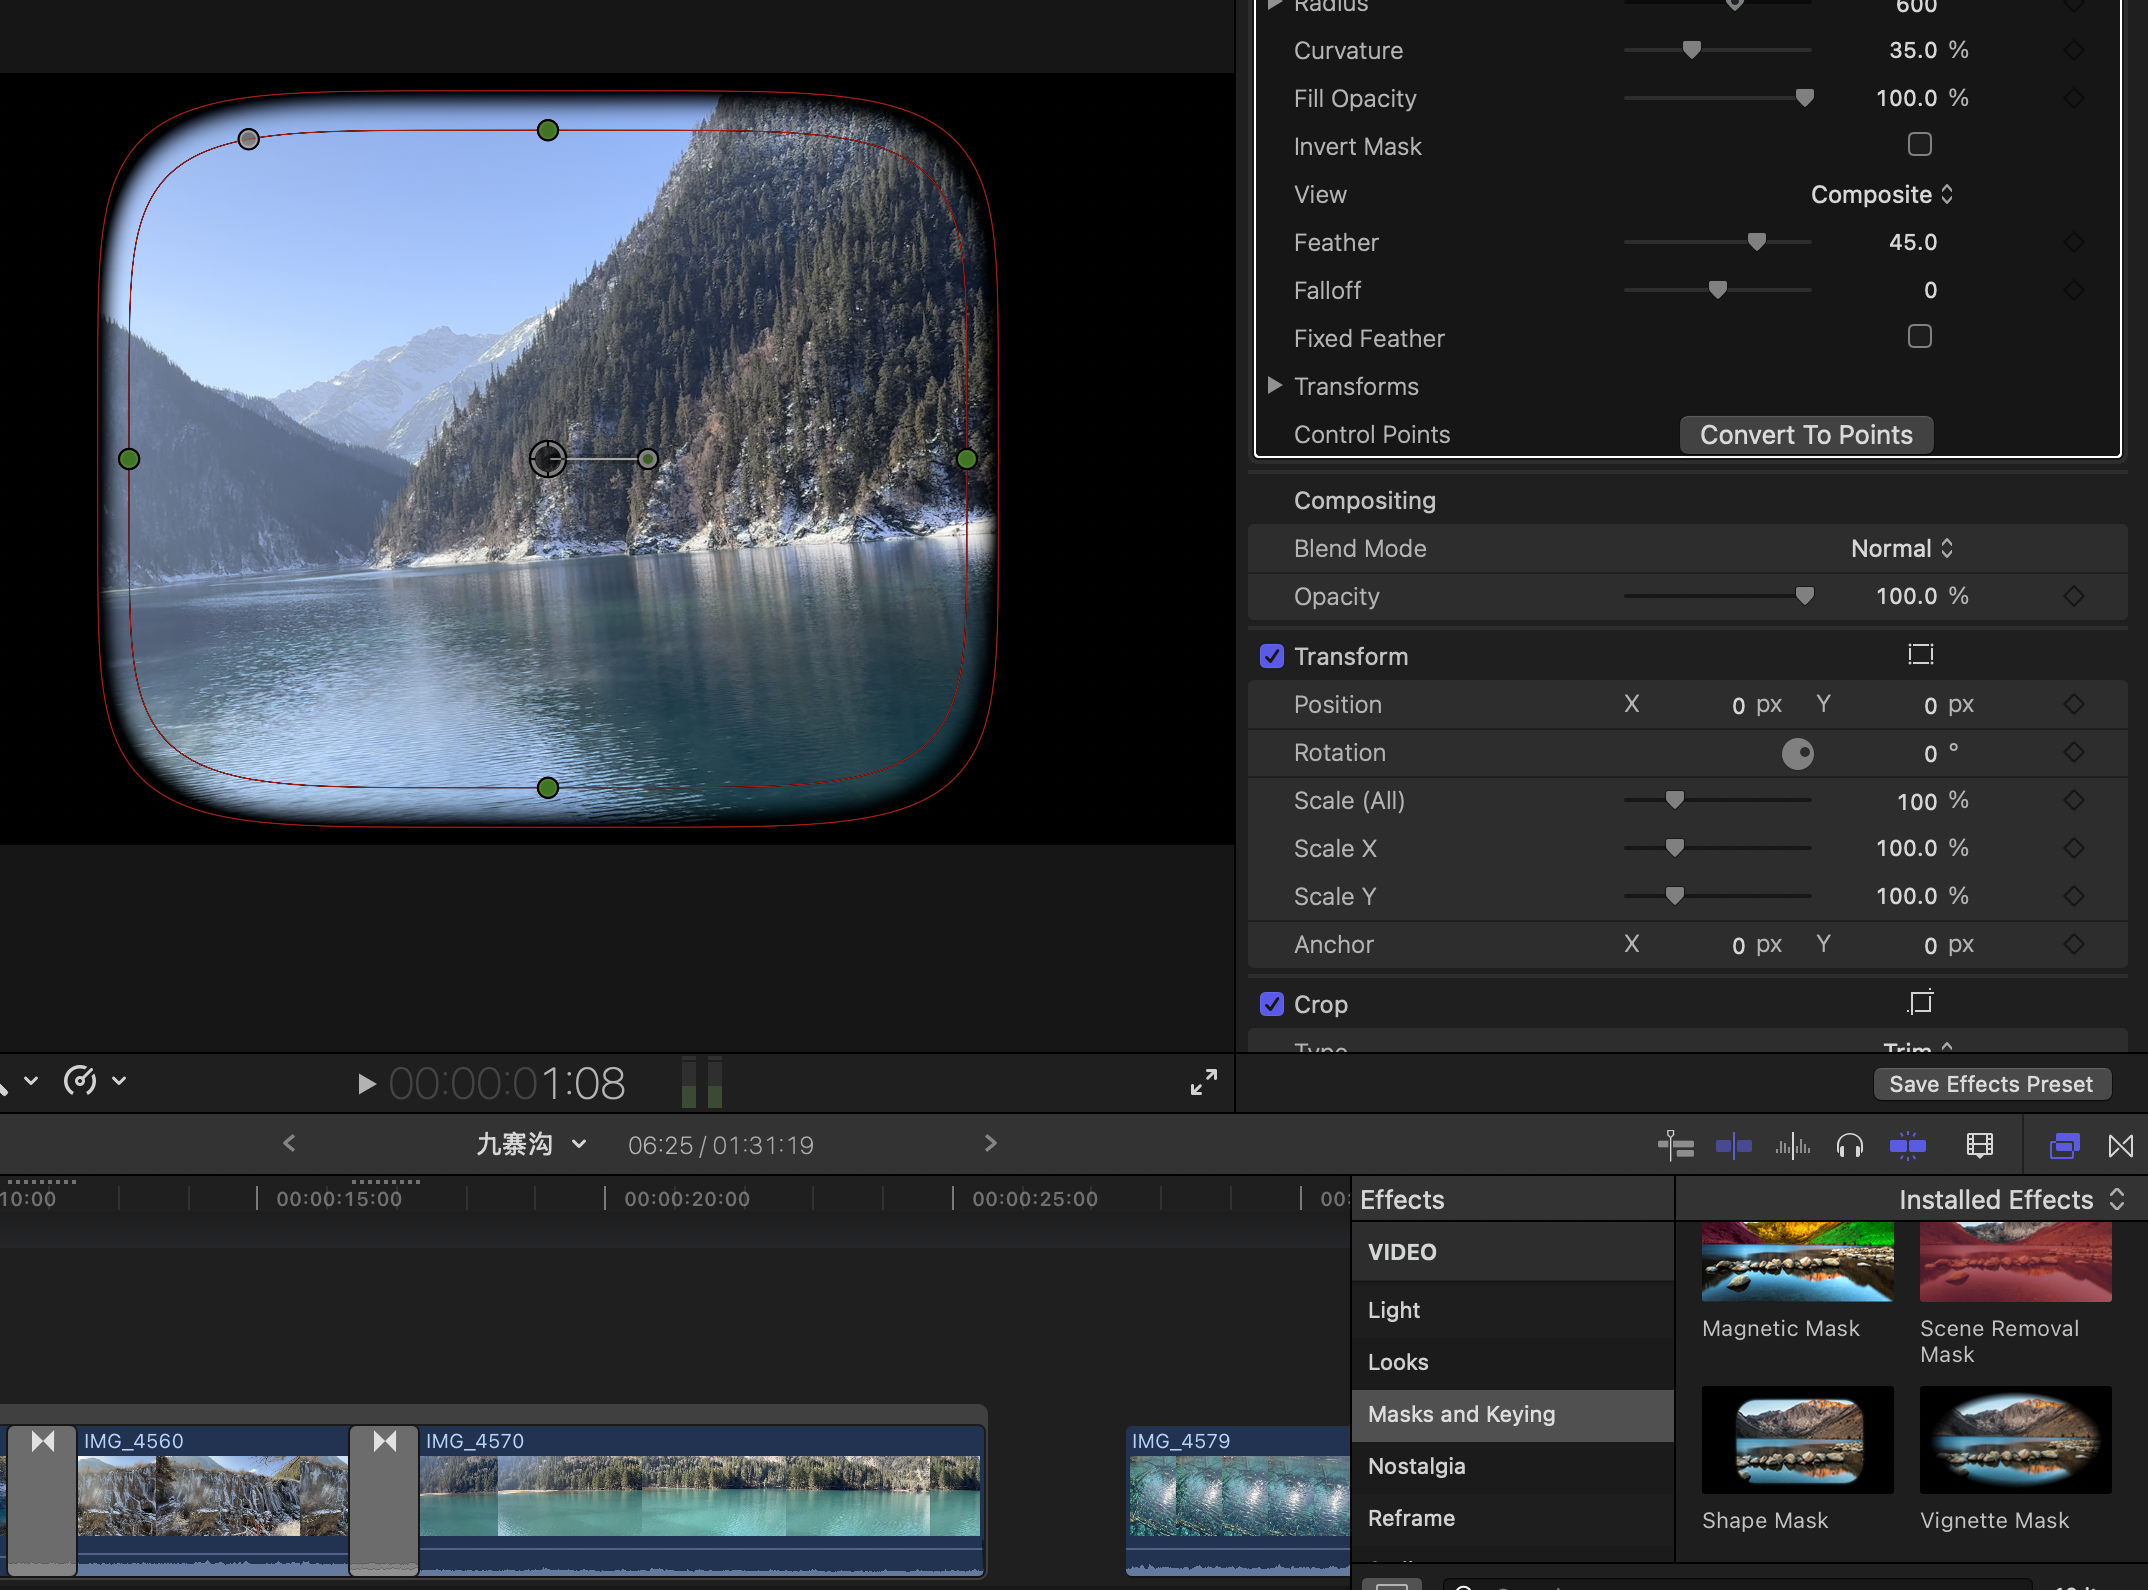 Radius 600
Curvature 35.0 %
Fill Opacity 100.0 %
Invert Mask
View Composite
Feather 45.0
Falloff 0
Fixed Feather
Transforms
Control Points Convert To Points
Compositing
Blend Mode Normal
Opacity 100.0 %
Transform
Position X 0 px Y 0 px
Rotation 0 °
Scale (All) 100 %
Scale X 100.0 %
Scale Y 100.0 %
Anchor X 0 px Y 0 px
Crop
Type Trim
00:00:01:08
Save Effects Preset
九寨沟 06:25 / 01:31:19
10:00 00:00:15:00 00:00:20:00 00:00:25:00 00:
Effects
Installed Effects
VIDEO
Light
Looks
Masks and Keying
Nostalgia
Reframe
Magnetic Mask
Scene Removal
Mask
Shape Mask
Vignette Mask
IMG_4560
IMG_4570
IMG_4579